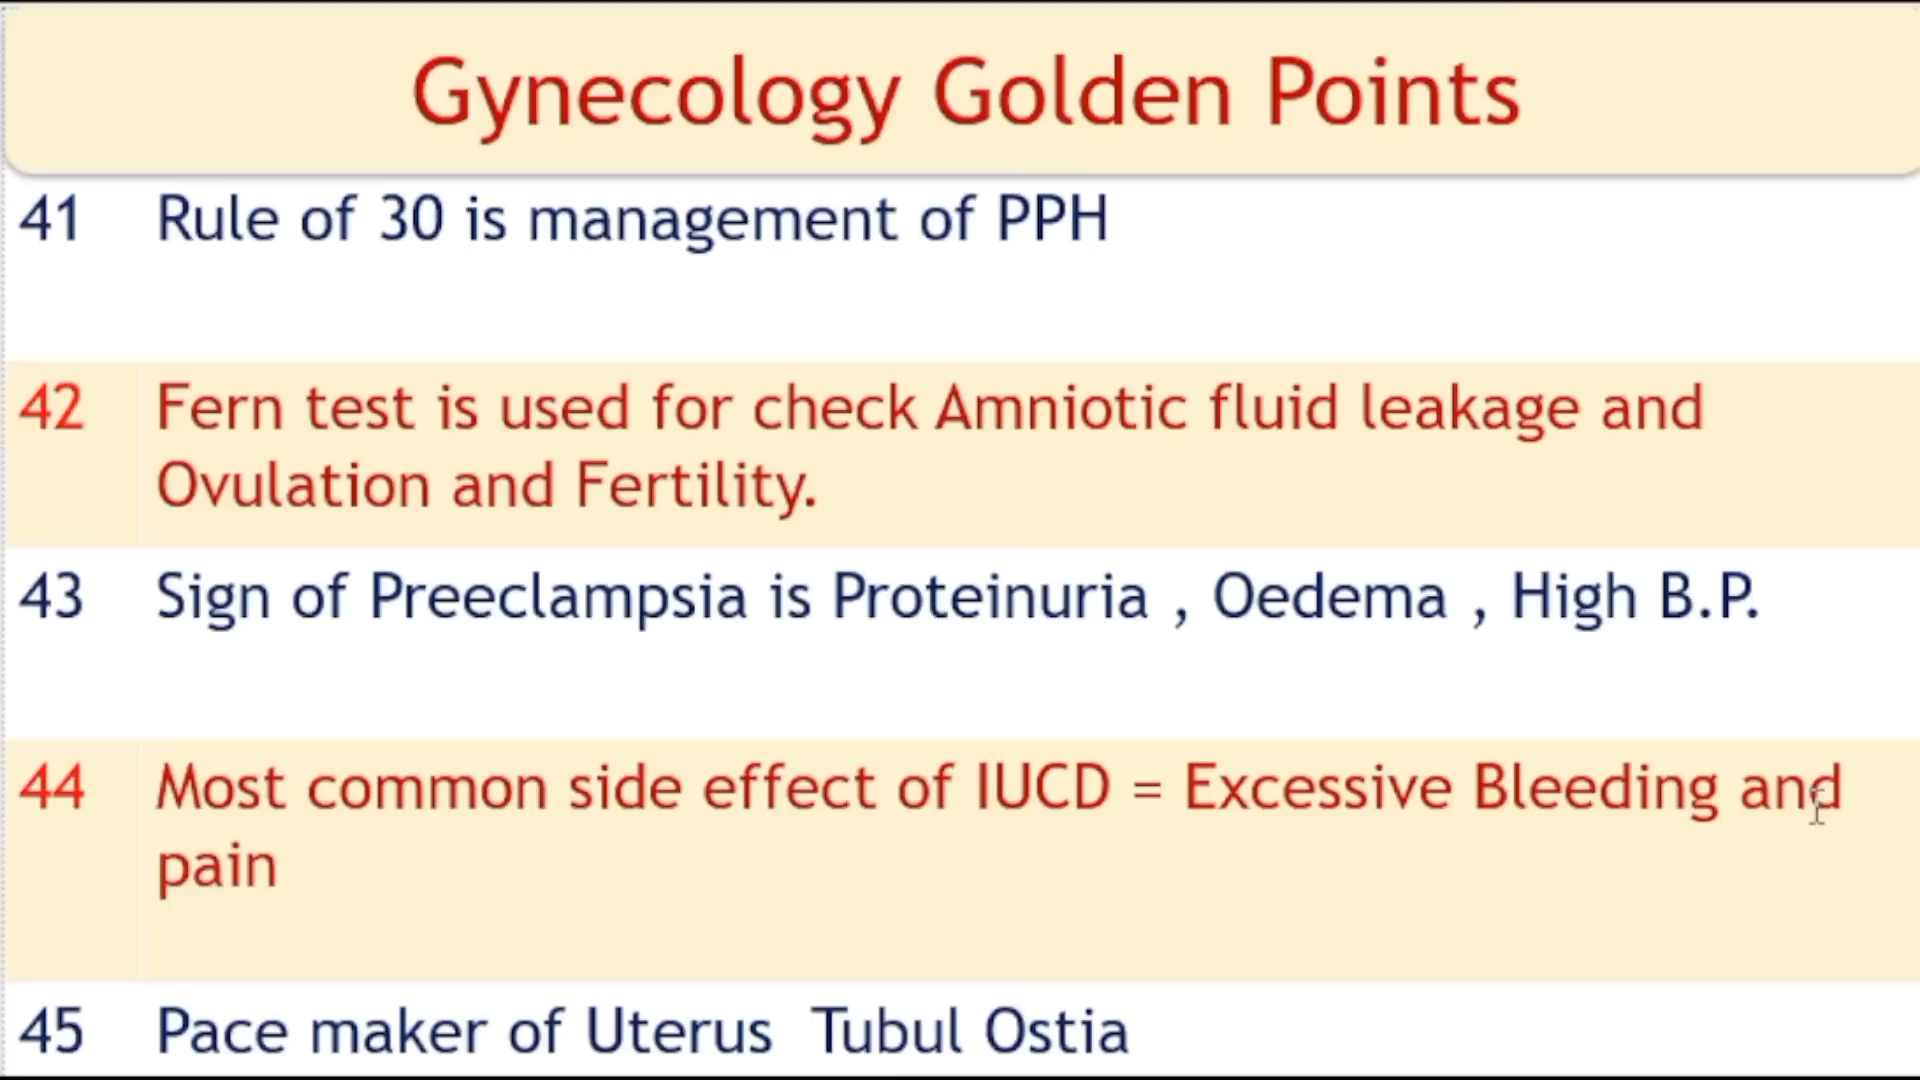 Gynecology Golden Points
41 Rule of 30 is management of PPH
42 Fern test is used for check Amniotic fluid leakage and
Ovulation and Fertility.
43 Sign of Preeclampsia is Proteinuria , Oedema , High B.P.
44 Most common side effect of IUCD = Excessive Bleeding and
pain
45 Pace maker of Uterus Tubul Ostia